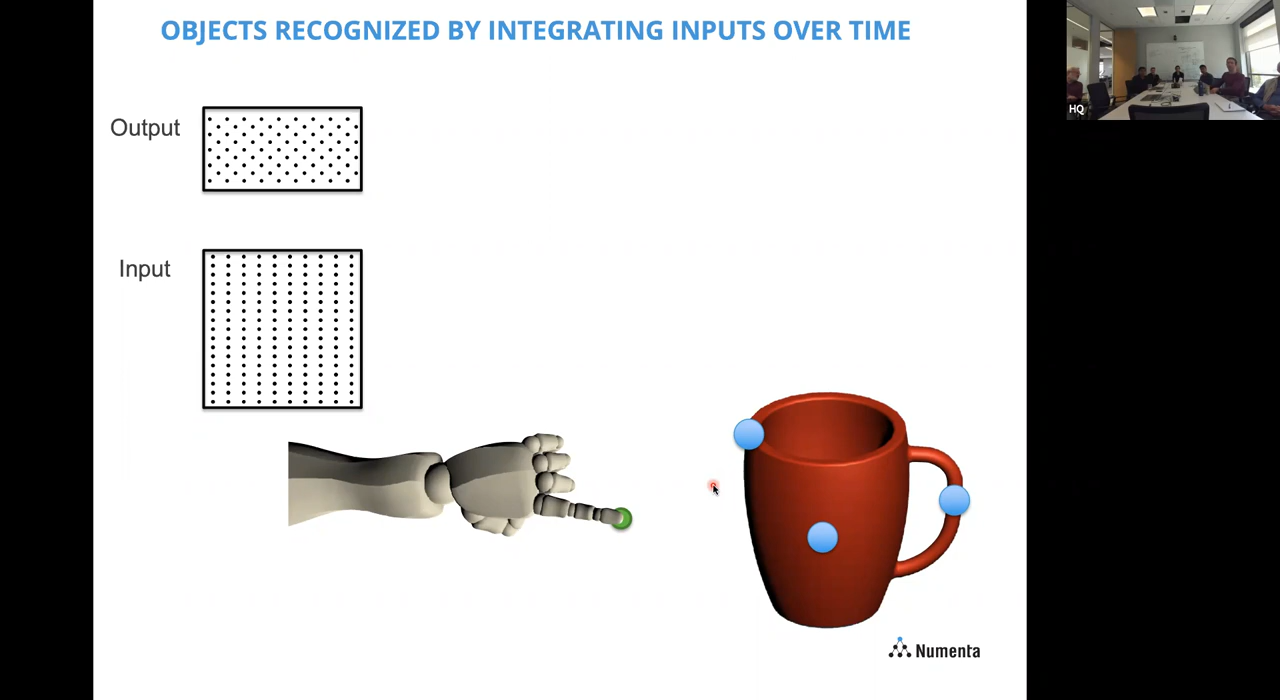 OBJECTS RECOGNIZED BY INTEGRATING INPUTS OVER TIME
HQ
Output
Input
Numenta